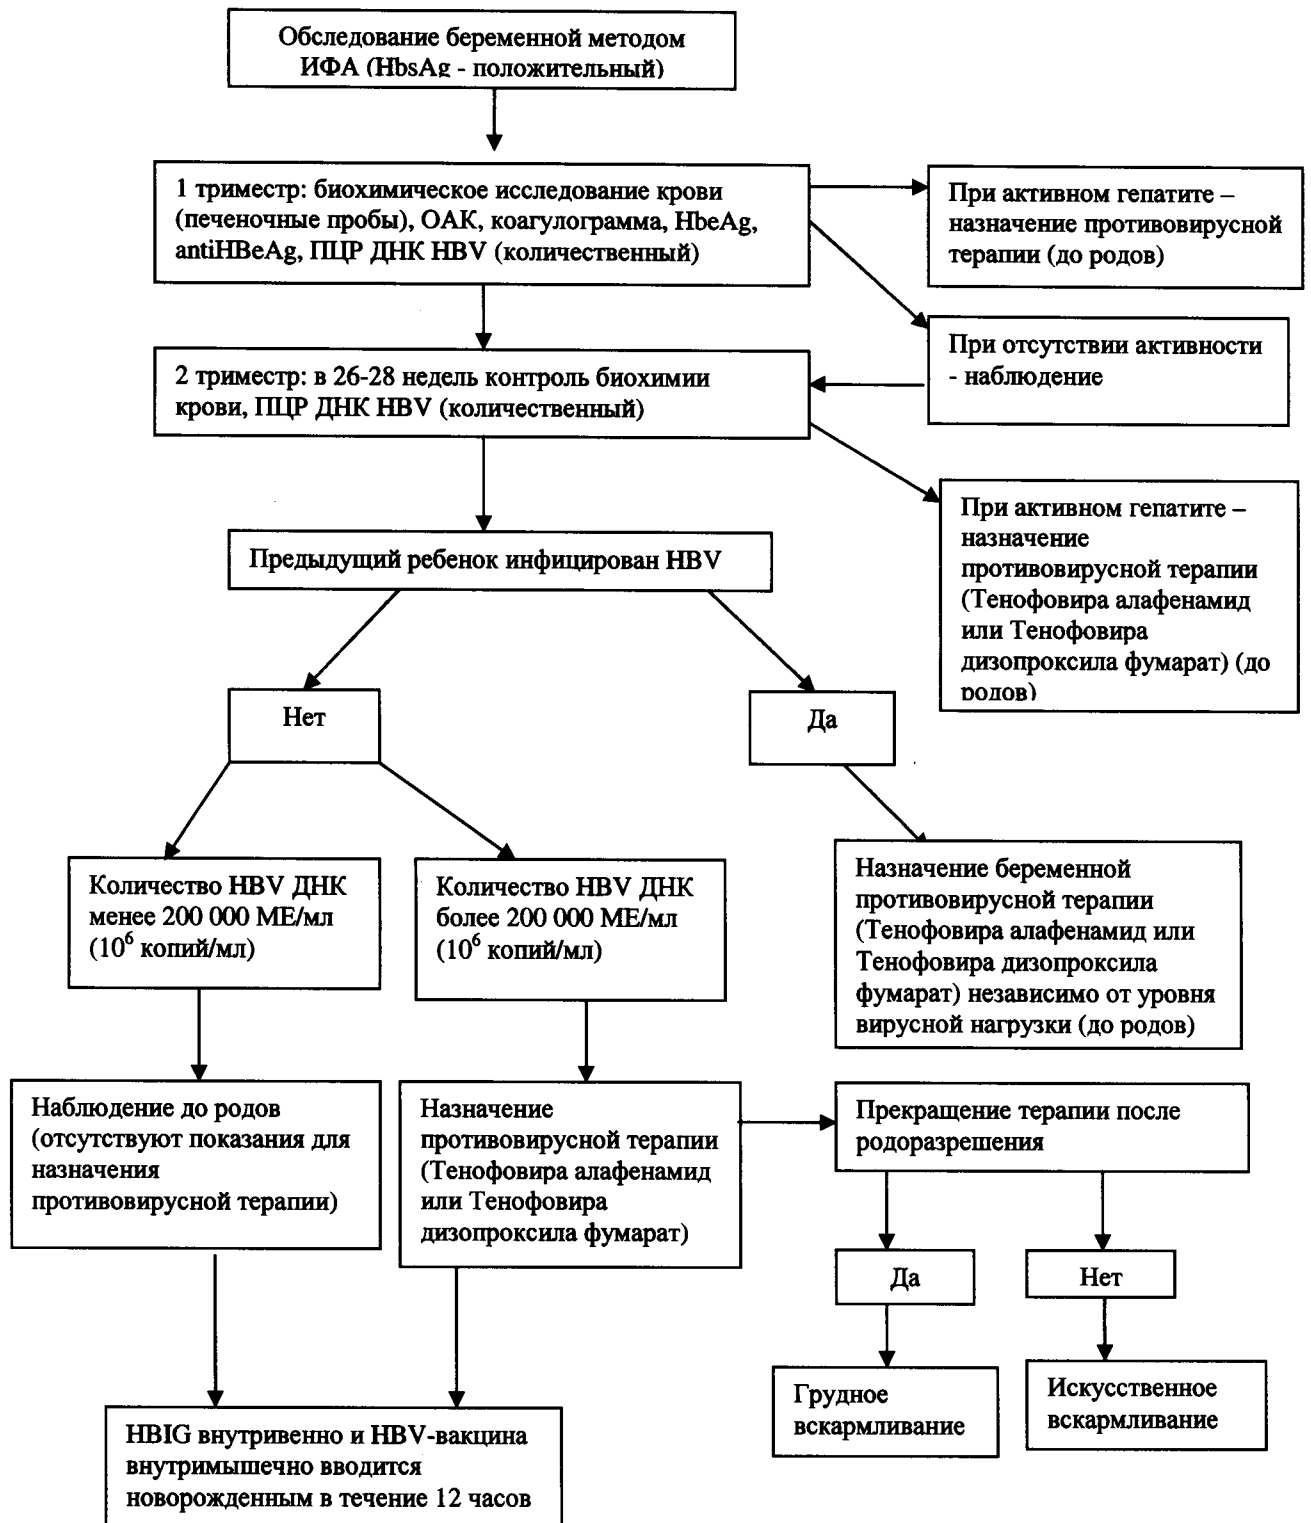 Обследование беременной методом
ИФА (HbsAg - положительный)
1 триместр: биохимическое исследование крови
(печеночные пробы), ОАК, коагулограмма, HbeAg,
antiHBeAg, ПЦР ДНК HBV (количественный)
При активном гепатите –
назначение противовирусной
терапии (до родов)
При отсутствии активности
- наблюдение
2 триместр: в 26-28 недель контроль биохимии
крови, ПЦР ДНК HBV (количественный)
При активном гепатите –
назначение
противовирусной терапии
(Тенофовира алафенамид
или Тенофовира
дизопроксила фумарат) (до
родов)
Предыдущий ребенок инфицирован HBV
Нет
Да
Количество HBV ДНК
менее 200 000 МЕ/мл
(10⁶ копий/мл)
Количество HBV ДНК
более 200 000 МЕ/мл
(10⁶ копий/мл)
Назначение беременной
противовирусной терапии
(Тенофовира алафенамид или
Тенофовира дизопроксила
фумарат) независимо от уровня
вирусной нагрузки (до родов)
Наблюдение до родов
(отсутствуют показания для
назначения
противовирусной терапии)
Назначение
противовирусной терапии
(Тенофовира алафенамид
или Тенофовира
дизопроксила фумарат)
Прекращение терапии после
родоразрешения
Да
Нет
Грудное
вскармливание
Искусственное
вскармливание
HBIG внутривенно и HBV-вакцина
внутримышечно вводится
новорожденным в течение 12 часов